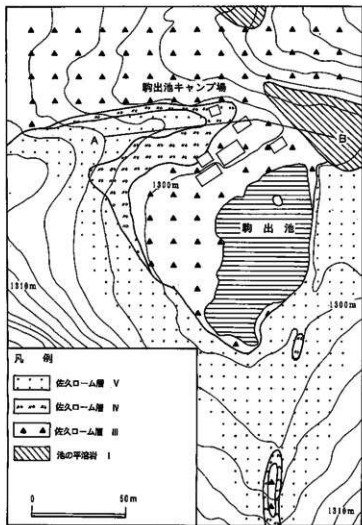 駒出池キャンプ場
A
B
1300m
駒出池
1310m
1300m
凡 例
佐久ローム層 V
佐久ローム層 IV
佐久ローム層 III
池の平溶岩 I
0 50m
1310m